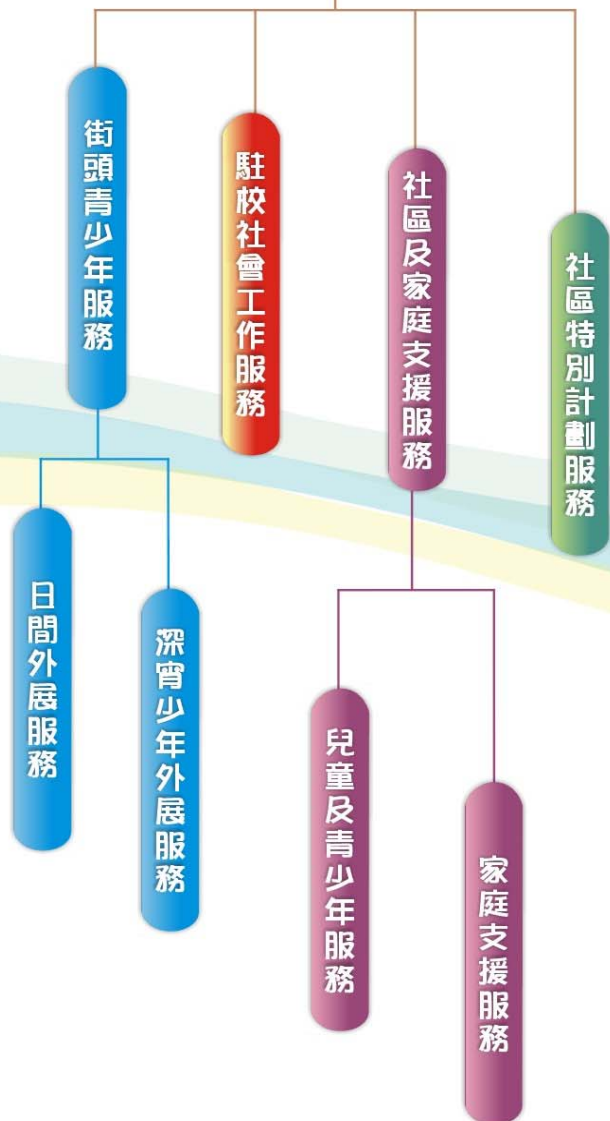 街頭青少年服務
駐校社會工作服務
社區及家庭支援服務
社區特別計劃服務
日間外展服務
深宵少年外展服務
兒童及青少年服務
家庭支援服務